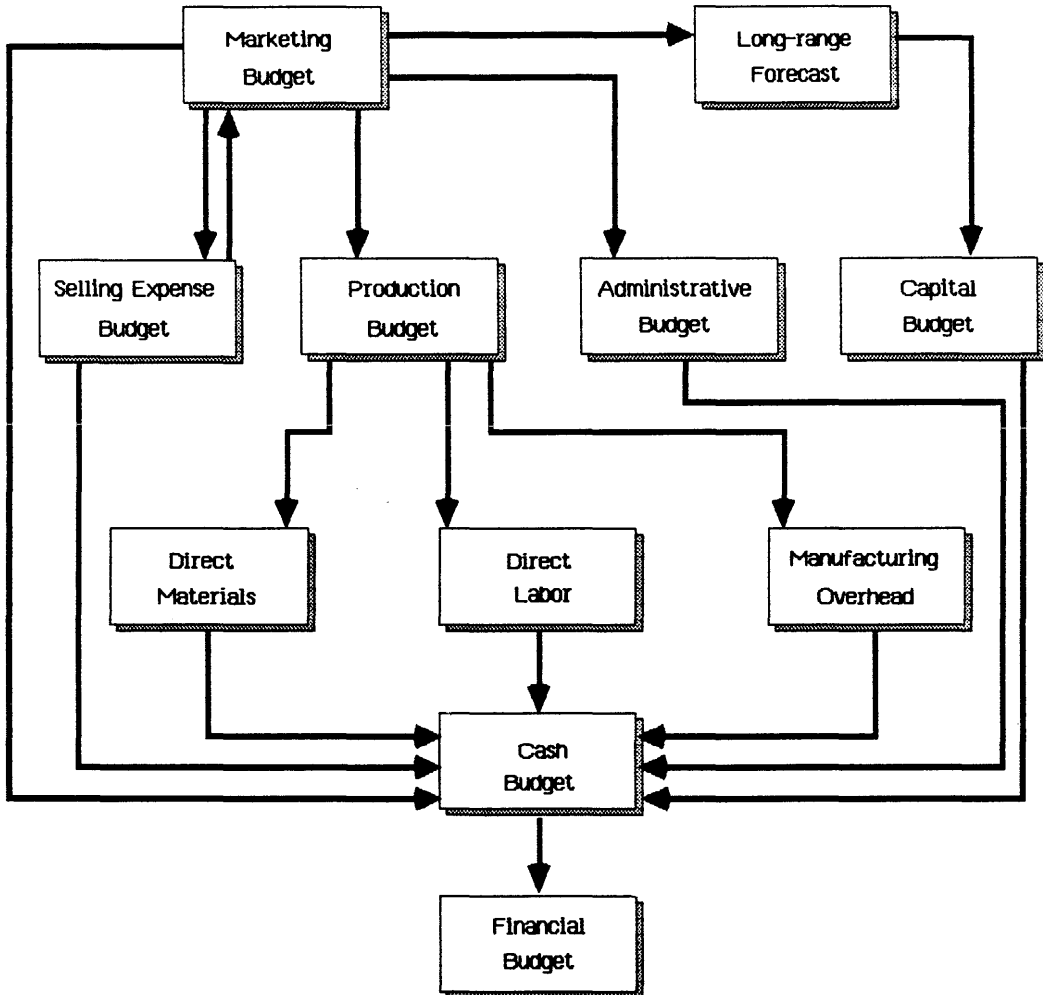 Marketing
Budget
Long-range
Forecast
Selling Expense
Budget
Production
Budget
Administrative
Budget
Capital
Budget
Direct
Materials
Direct
Labor
Manufacturing
Overhead
Cash
Budget
Financial
Budget